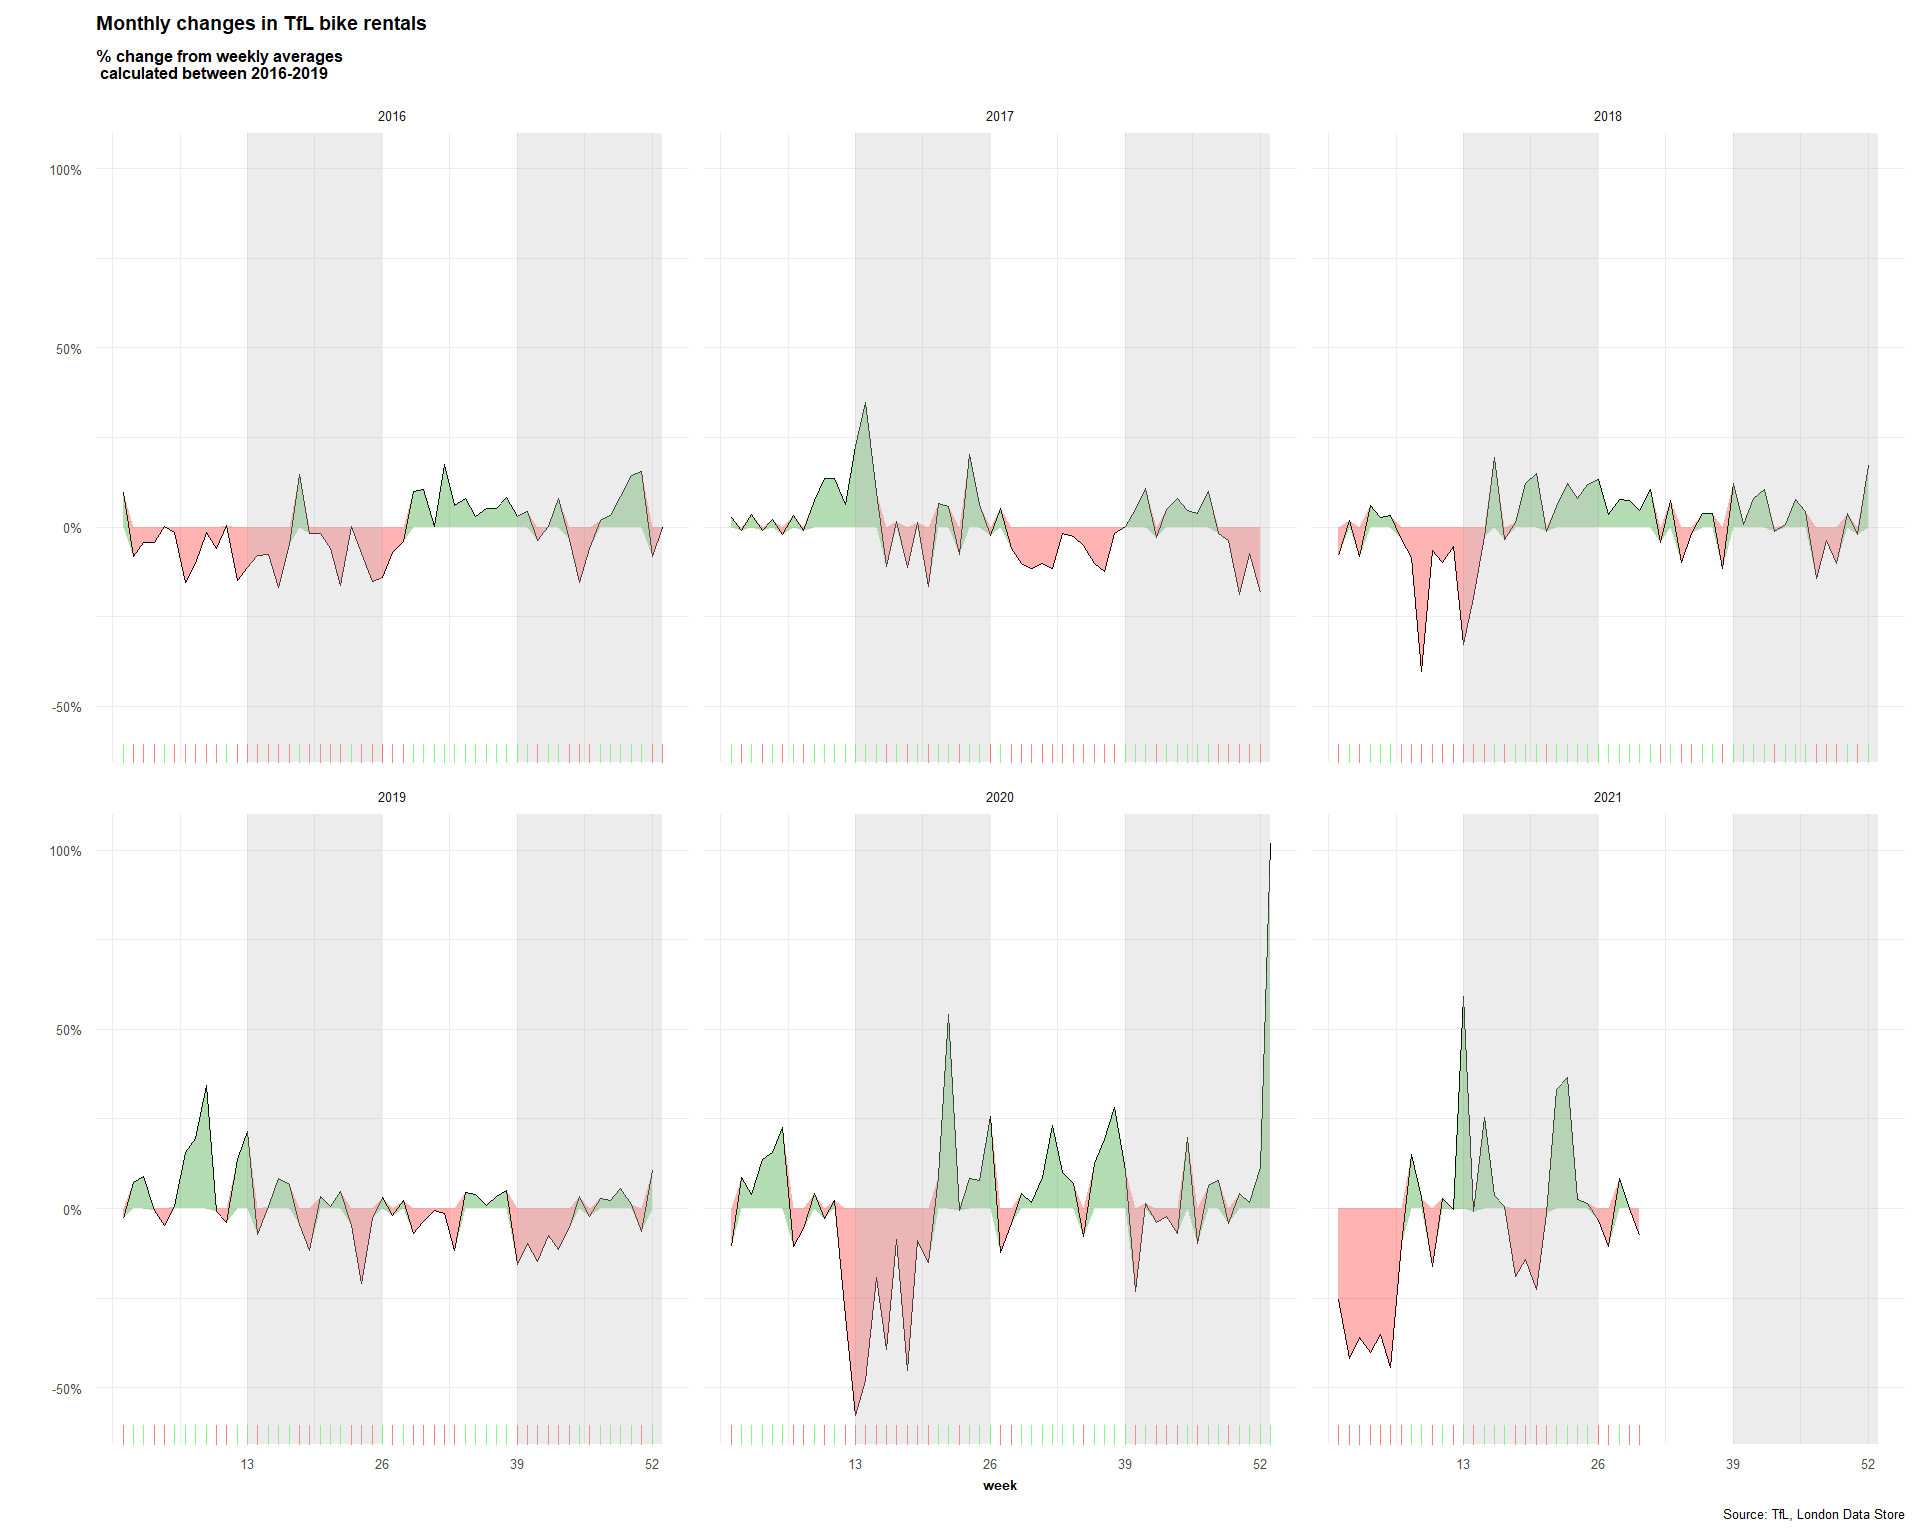 Monthly changes in TfL bike rentals
% change from weekly averages
calculated between 2016-2019
2016
2017
2018
100%
50%
0%
-50%
2019
2020
2021
100%
50%
0%
-50%
13 26 39 52 13 26 39 52 13 26 39 52
week
Source: TfL, London Data Store